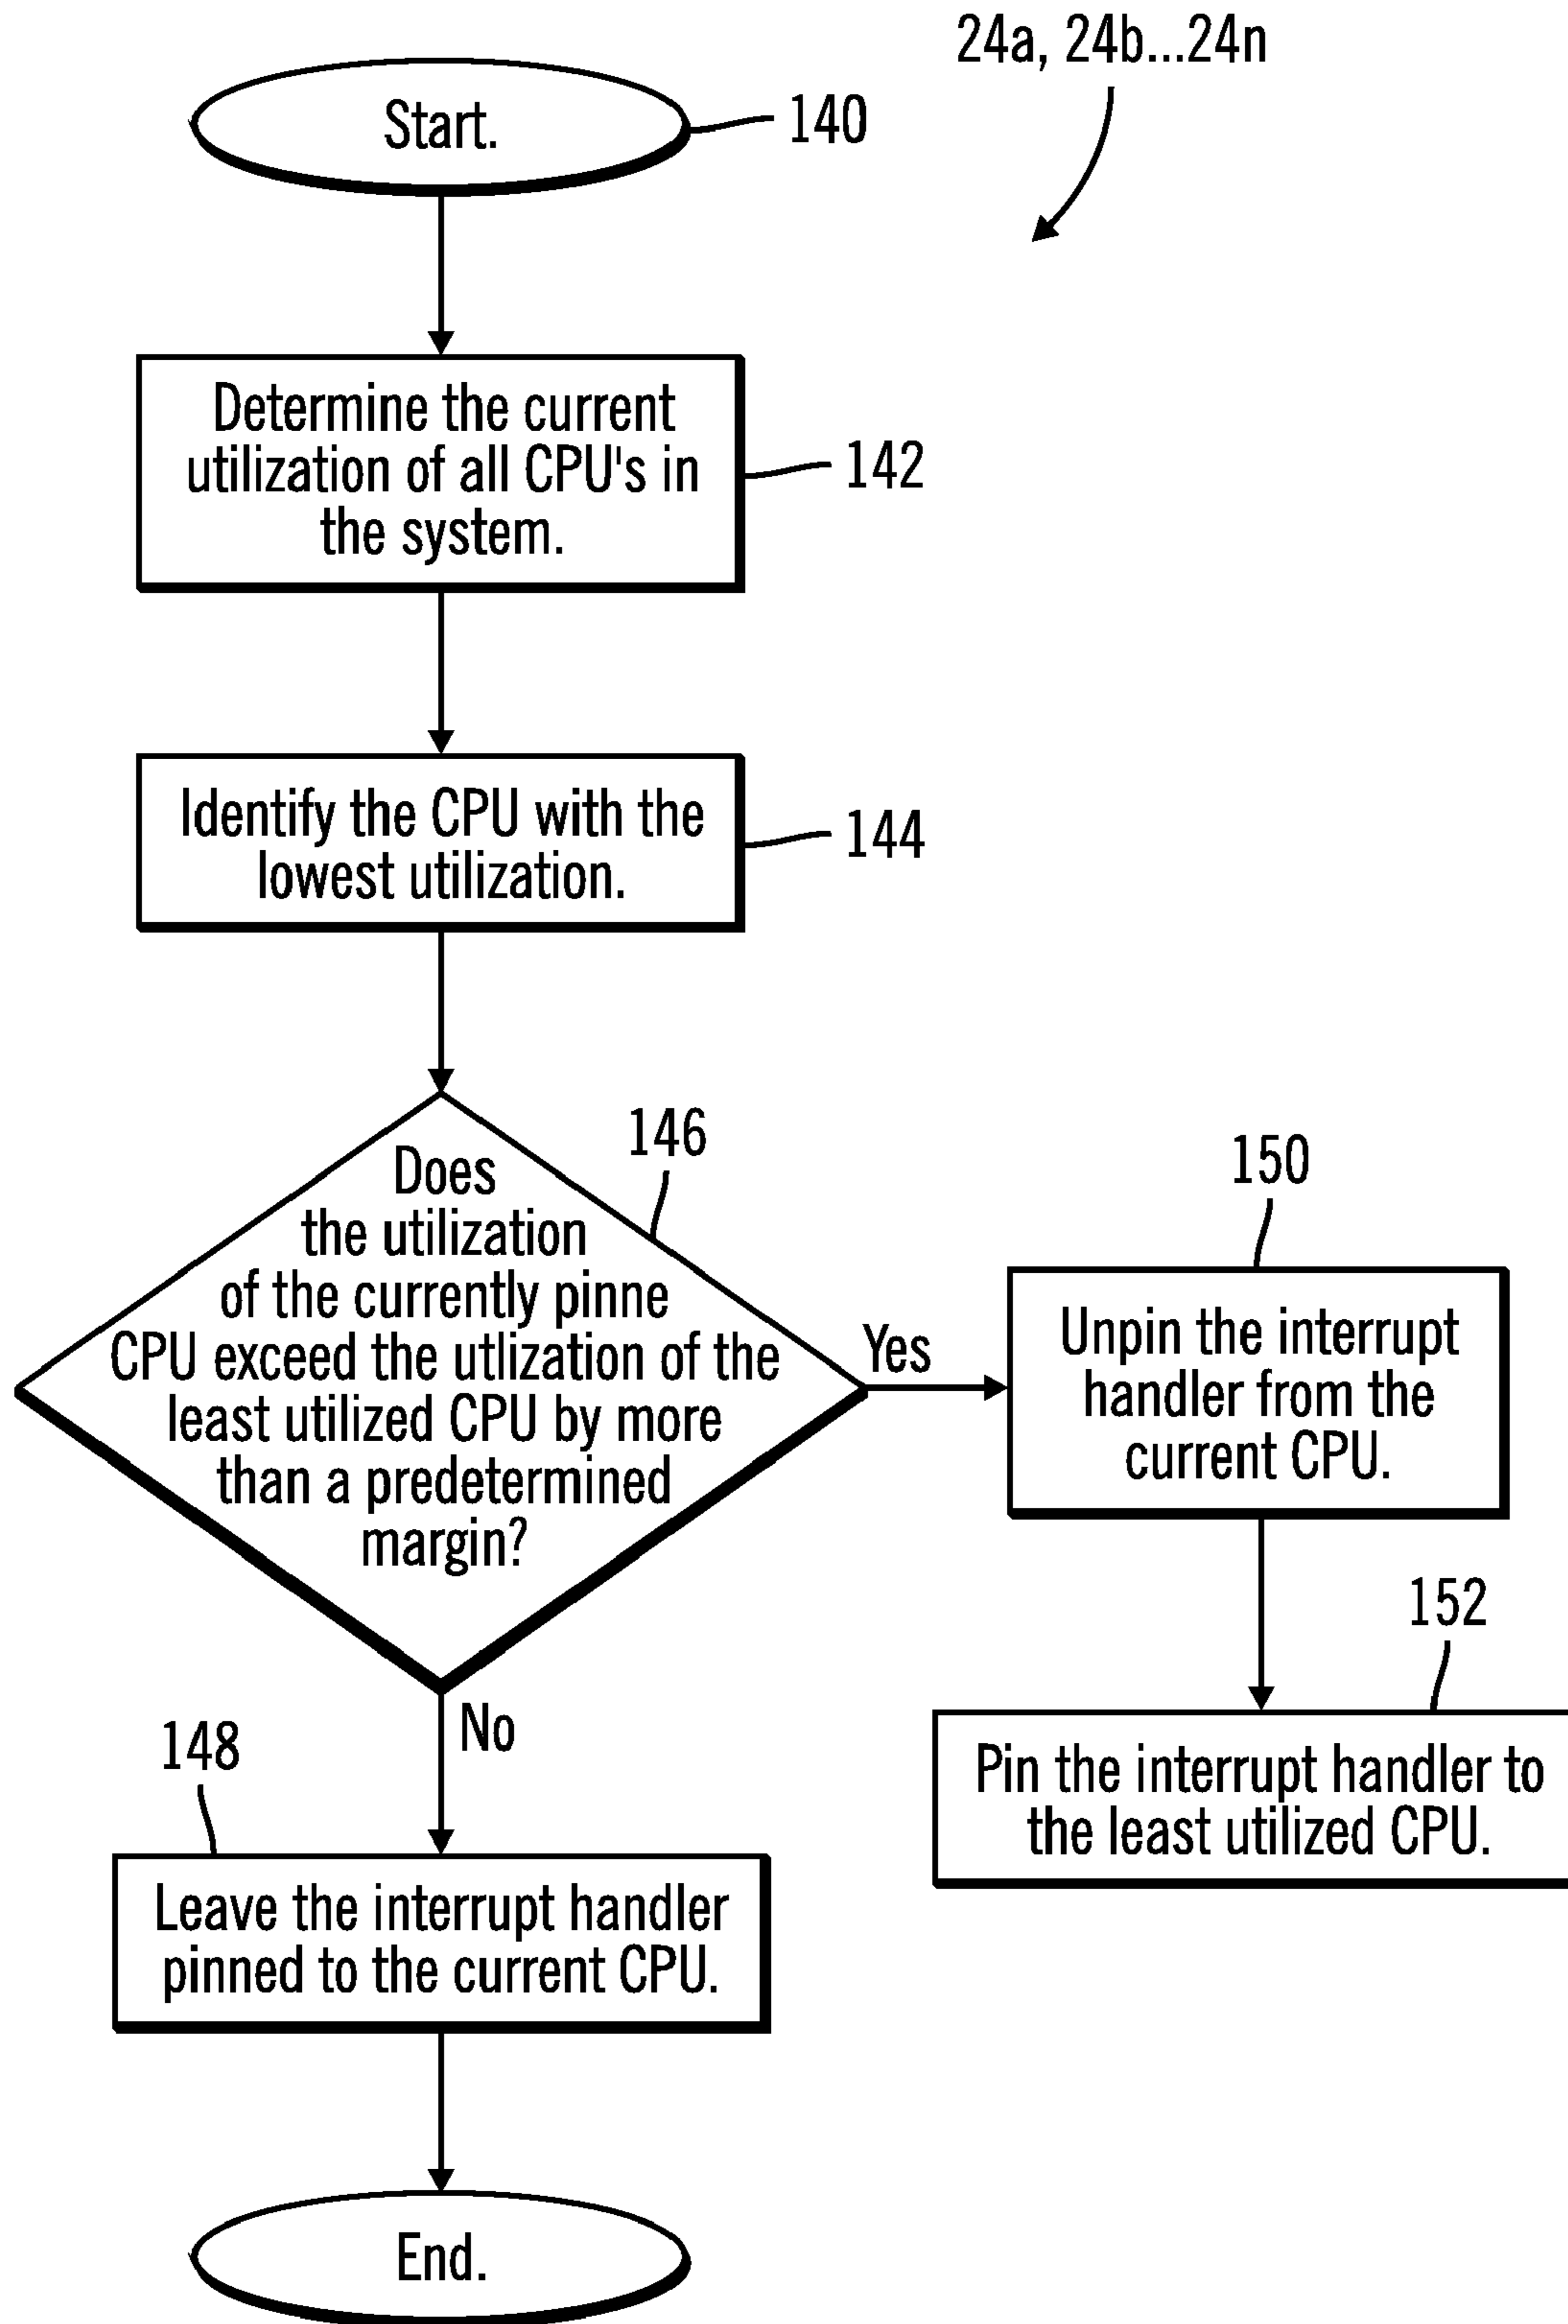 24a, 24b...24n
Start.
140
Determine the current
utilization of all CPU's in
the system.
142
Identify the CPU with the
lowest utilization.
144
146
Does
the utilization
of the currently pinne
CPU exceed the utlization of the
least utilized CPU by more
than a predetermined
margin?
Yes
150
Unpin the interrupt
handler from the
current CPU.
152
Pin the interrupt handler to
the least utilized CPU.
No
148
Leave the interrupt handler
pinned to the current CPU.
End.